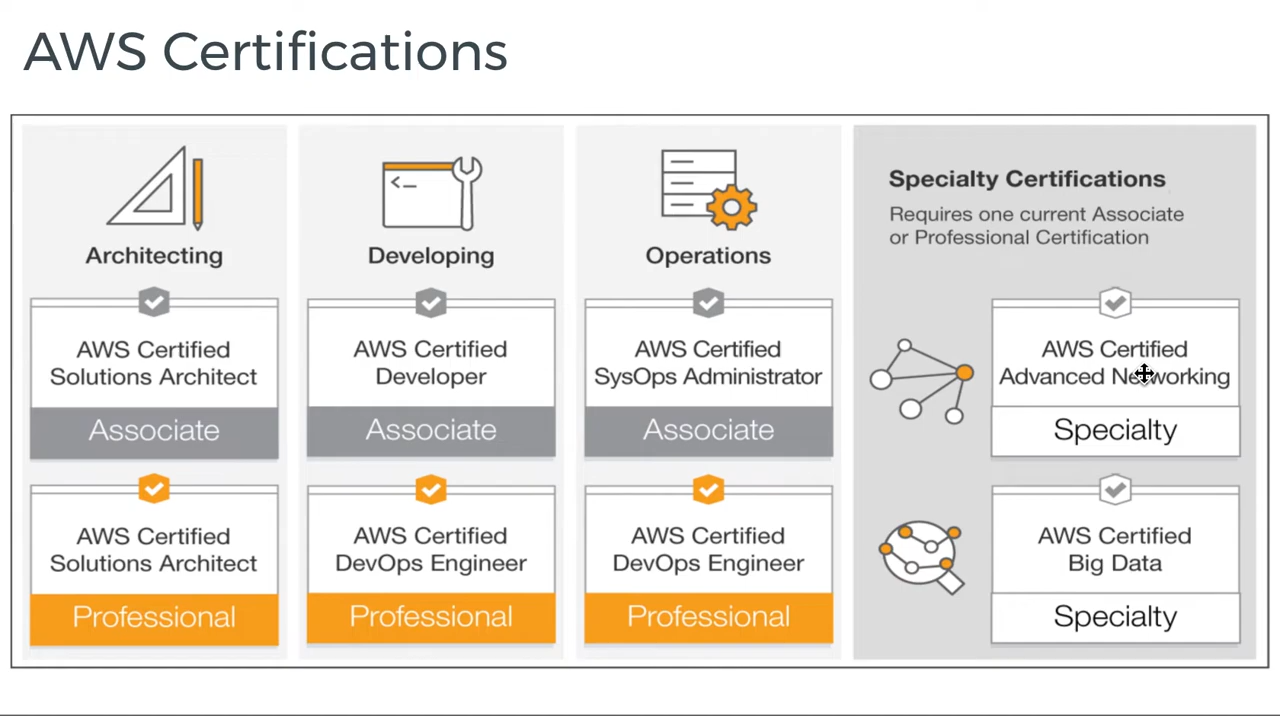 AWS Certifications
Architecting
AWS Certified
Solutions Architect
Associate
AWS Certified
Solutions Architect
Professional
<_
Developing
AWS Certified
Developer
Associate
AWS Certified
DevOps Engineer
Professional
Operations
AWS Certified
SysOps Administrator
Associate
AWS Certified
DevOps Engineer
Professional
Specialty Certifications
Requires one current Associate
or Professional Certification
AWS Certified
Advanced Networking
Specialty
AWS Certified
Big Data
Specialty